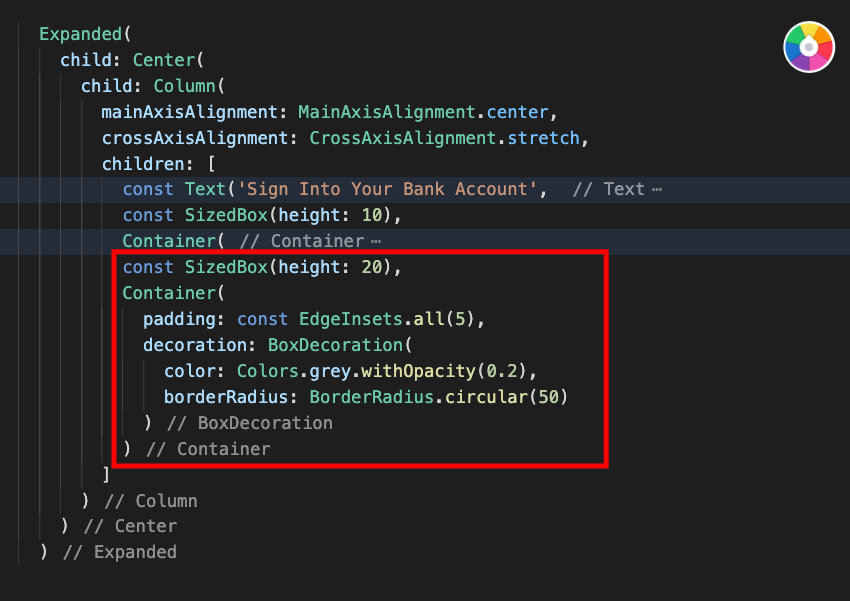 Expanded(
child: Center(
child: Column(
mainAxisAlignment: MainAxisAlignment.center,
crossAxisAlignment: CrossAxisAlignment.stretch,
children: [
const Text('Sign Into Your Bank Account',  // Text ⋯
const SizedBox(height: 10),
Container( // Container ⋯
const SizedBox(height: 20),
Container(
padding: const EdgeInsets.all(5),
decoration: BoxDecoration(
color: Colors.grey.withOpacity(0.2),
borderRadius: BorderRadius.circular(50)
) // BoxDecoration
) // Container
]
) // Column
) // Center
) // Expanded